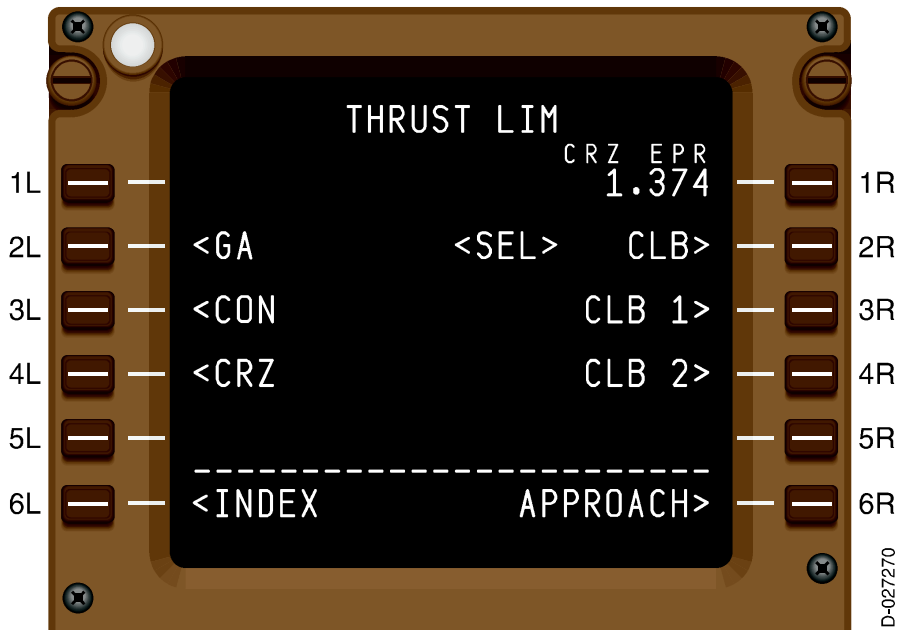 THRUST LIM
CRZ EPR
1L 1.374 1R
2L <GA <SEL> CLB> 2R
3L <CON CLB 1> 3R
4L <CRZ CLB 2> 4R
5L 5R
------------------------
6L <INDEX APPROACH> 6R
D-027270